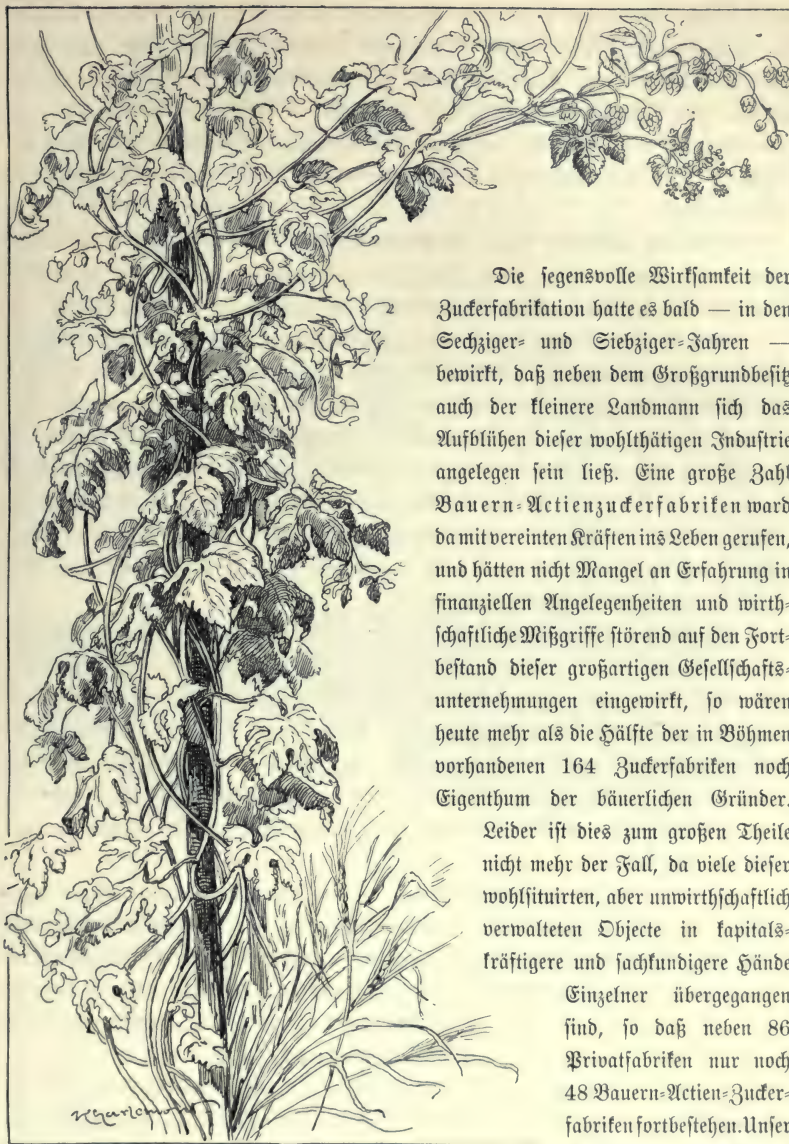 Die segensvolle Wirksamkeit der
Zuckerfabrikation hatte es bald — in den
Sechziger- und Siebziger-Jahren —
bewirkt, daß neben dem Großgrundbesitz
auch der kleinere Landmann sich das
Aufblühen dieser wohlthätigen Industrie
angelegen sein ließ. Eine große Zahl
Bauern-Actienzuckerfabriken ward
da mit vereinten Kräften ins Leben gerufen,
und hätten nicht Mangel an Erfahrung in
finanziellen Angelegenheiten und wirth-
schaftliche Mißgriffe störend auf den Fort-
bestand dieser großartigen Gesellschafts-
unternehmungen eingewirkt, so wären
heute mehr als die Hälfte der in Böhmen
vorhandenen 164 Zuckerfabriken noch
Eigenthum der bäuerlichen Gründer.
Leider ist dies zum großen Theile
nicht mehr der Fall, da viele dieser
wohlsituirten, aber unwirthschaftlich
verwalteten Objecte in kapitals-
kräftigere und sachkundigere Hände
Einzelner übergegangen
sind, so daß neben 86
Privatfabriken nur noch
48 Bauern-Actien-Zucker-
fabriken fortbestehen. Unser